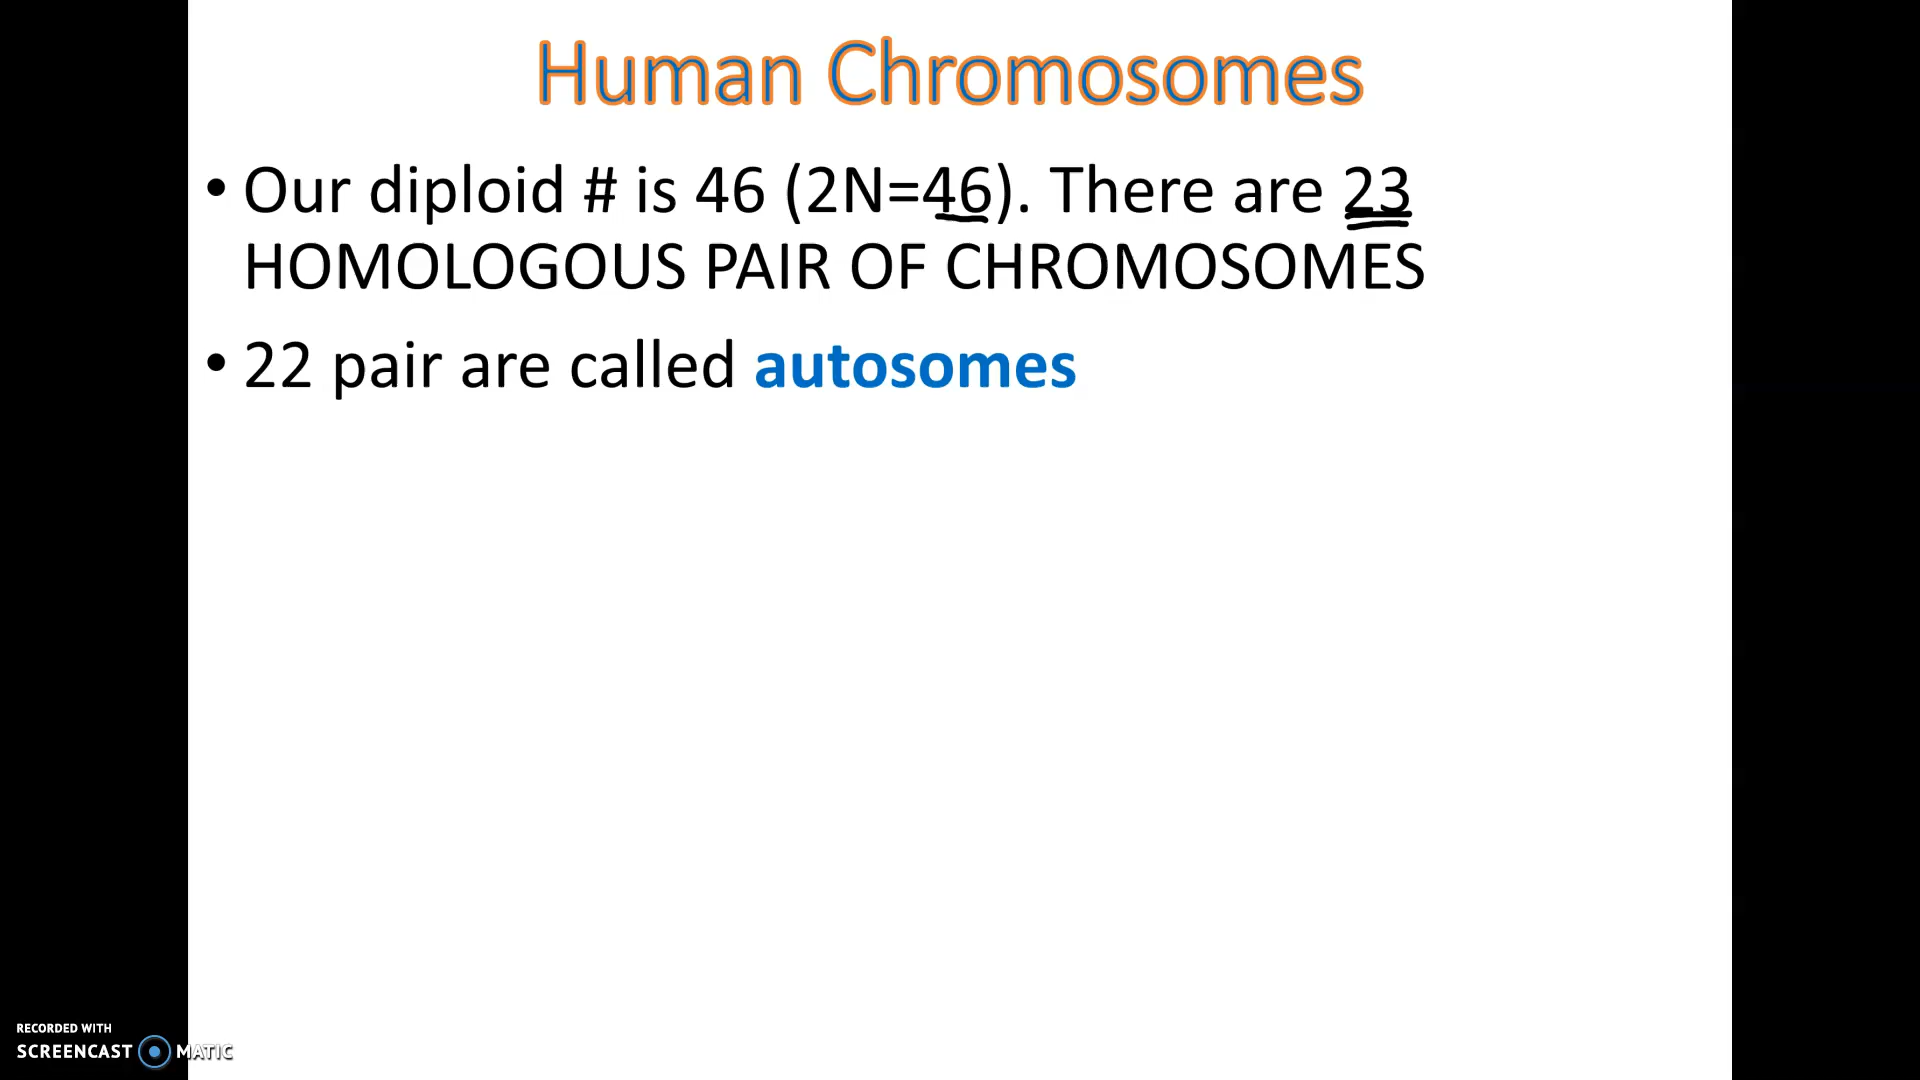 Human Chromosomes
• Our diploid # is 46 (2N=46). There are 23
HOMOLOGOUS PAIR OF CHROMOSOMES
• 22 pair are called autosomes
RECORDED WITH
SCREENCAST MATIC